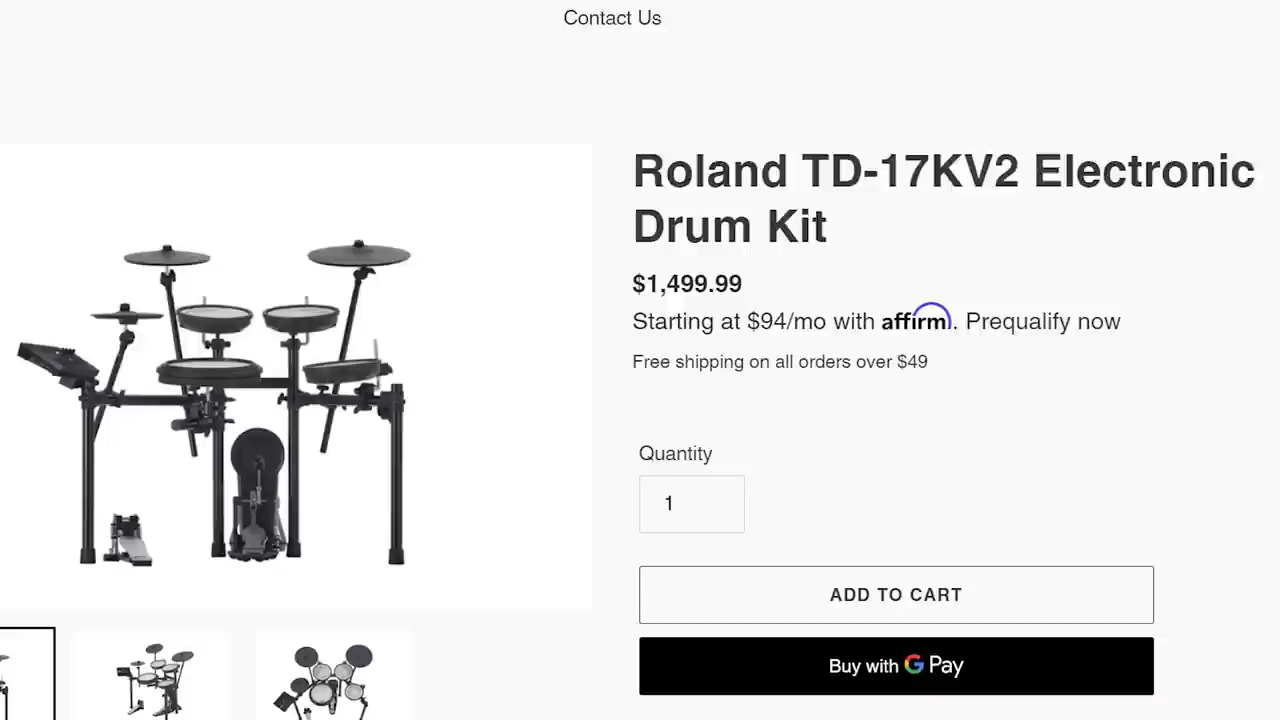 Contact Us
Roland TD-17KV2 Electronic
Drum Kit
$1,499.99
Starting at $94/mo with affirm. Prequalify now
Free shipping on all orders over $49
Quantity
1
ADD TO CART
Buy with G Pay